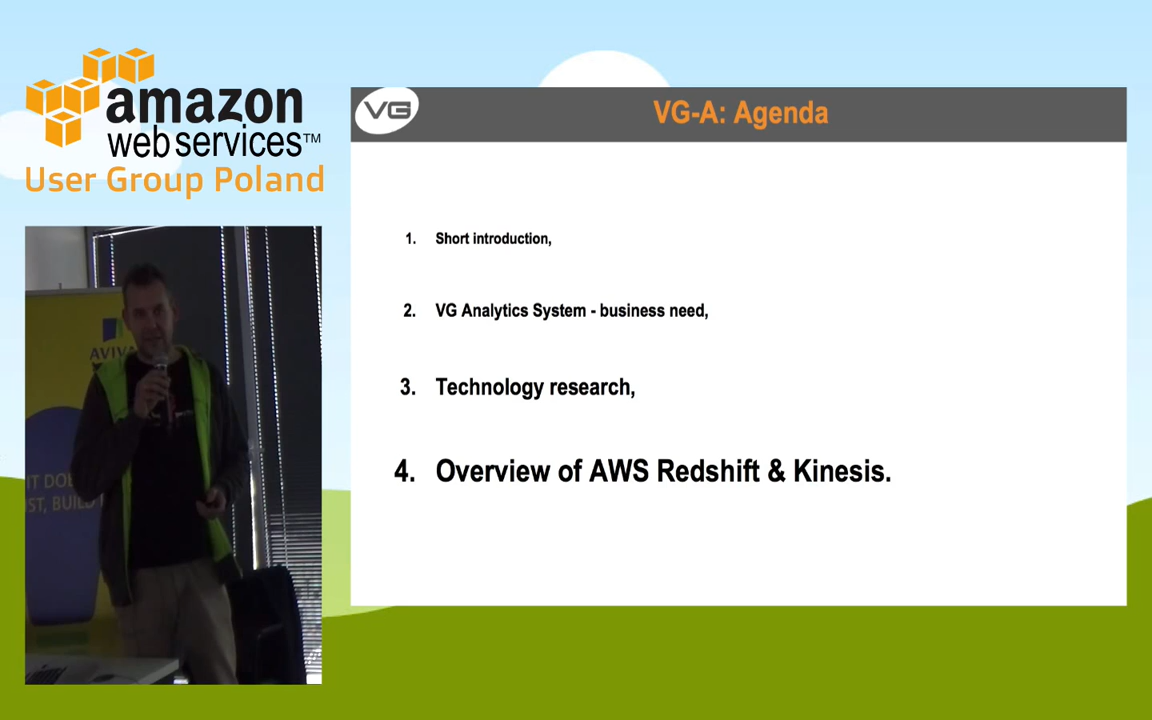 amazon
web services™
User Group Poland
VG
VG-A: Agenda
1. Short introduction,
2. VG Analytics System - business need,
3. Technology research,
4. Overview of AWS Redshift & Kinesis.
AVIVA